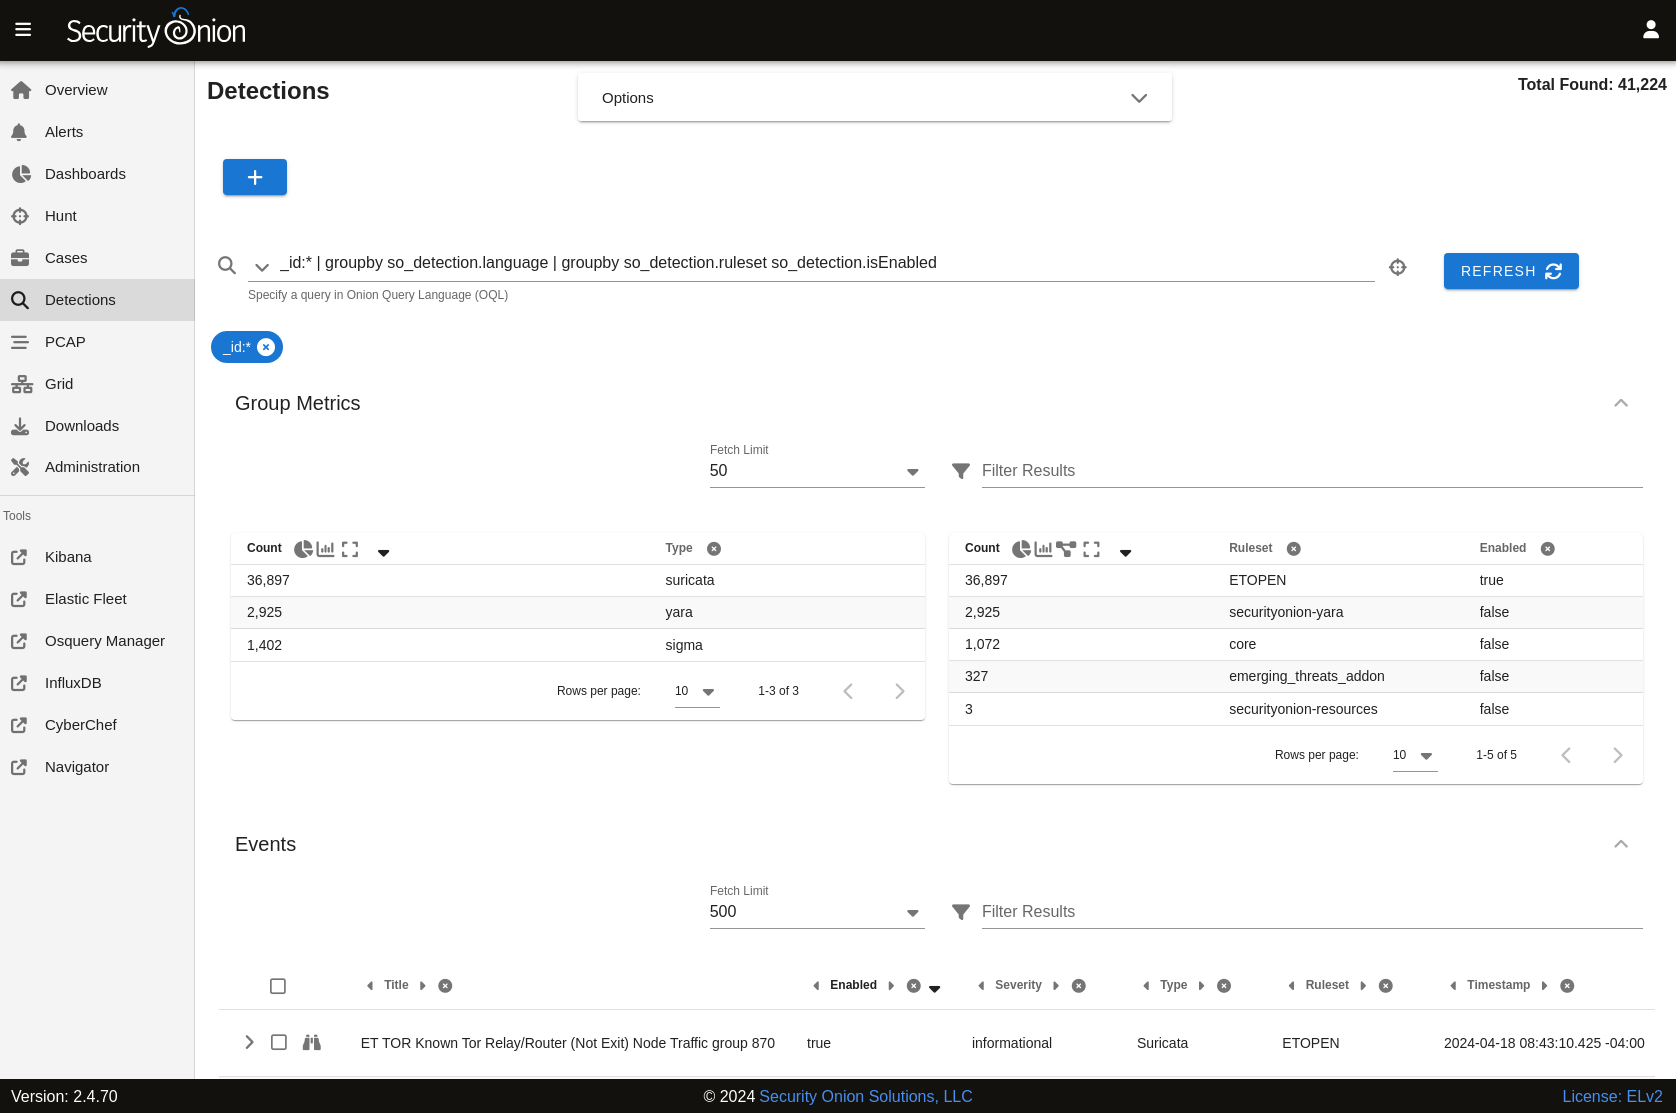 Security Onion
Overview
Alerts
Dashboards
Hunt
Cases
Detections
PCAP
Grid
Downloads
Administration
Tools
Kibana
Elastic Fleet
Osquery Manager
InfluxDB
CyberChef
Navigator
Detections
Options
Total Found: 41,224
_id:* | groupby so_detection.language | groupby so_detection.ruleset so_detection.isEnabled
REFRESH
Specify a query in Onion Query Language (OQL)
_id:*
Group Metrics
Fetch Limit
50
Filter Results
Count Type
36,897 suricata
2,925 yara
1,402 sigma
Rows per page: 10 1-3 of 3
Count Ruleset Enabled
36,897 ETOPEN true
2,925 securityonion-yara false
1,072 core false
327 emerging_threats_addon false
3 securityonion-resources false
Rows per page: 10 1-5 of 5
Events
Fetch Limit
500
Filter Results
Title Enabled Severity Type Ruleset Timestamp
ET TOR Known Tor Relay/Router (Not Exit) Node Traffic group 870 true informational Suricata ETOPEN 2024-04-18 08:43:10.425 -04:00
Version: 2.4.70
© 2024 Security Onion Solutions, LLC
License: ELv2